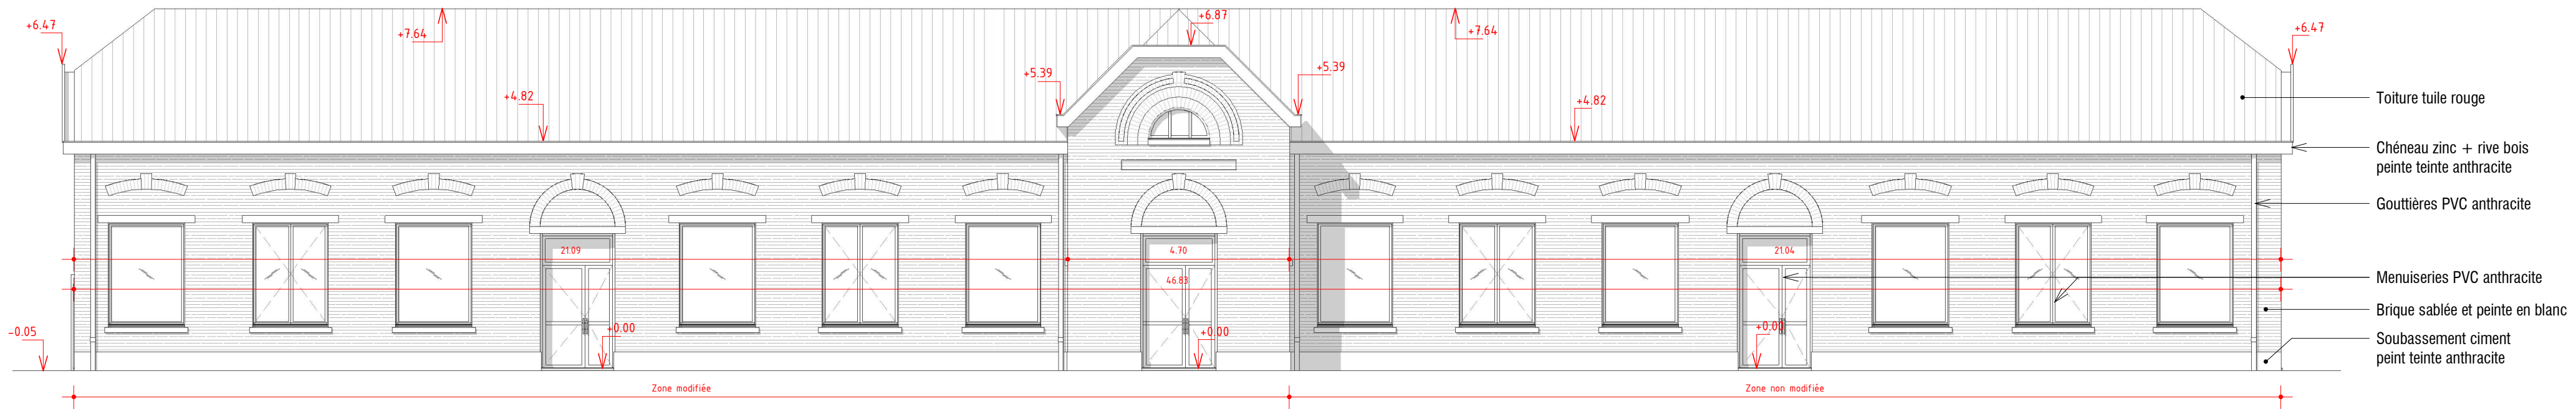 +6.47
+7.64
+6.87
+7.64
+6.47
+5.39
+5.39
+4.82
+4.82
Toiture tuile rouge
Chéneau zinc + rive bois
peinte teinte anthracite
Gouttières PVC anthracite
21.09
4.70
21.04
46.83
Menuiseries PVC anthracite
Brique sablée et peinte en blanc
-0.05
+0.00
+0.00
+0.00
Soubassement ciment
peint teinte anthracite
Zone modifiée
Zone non modifiée